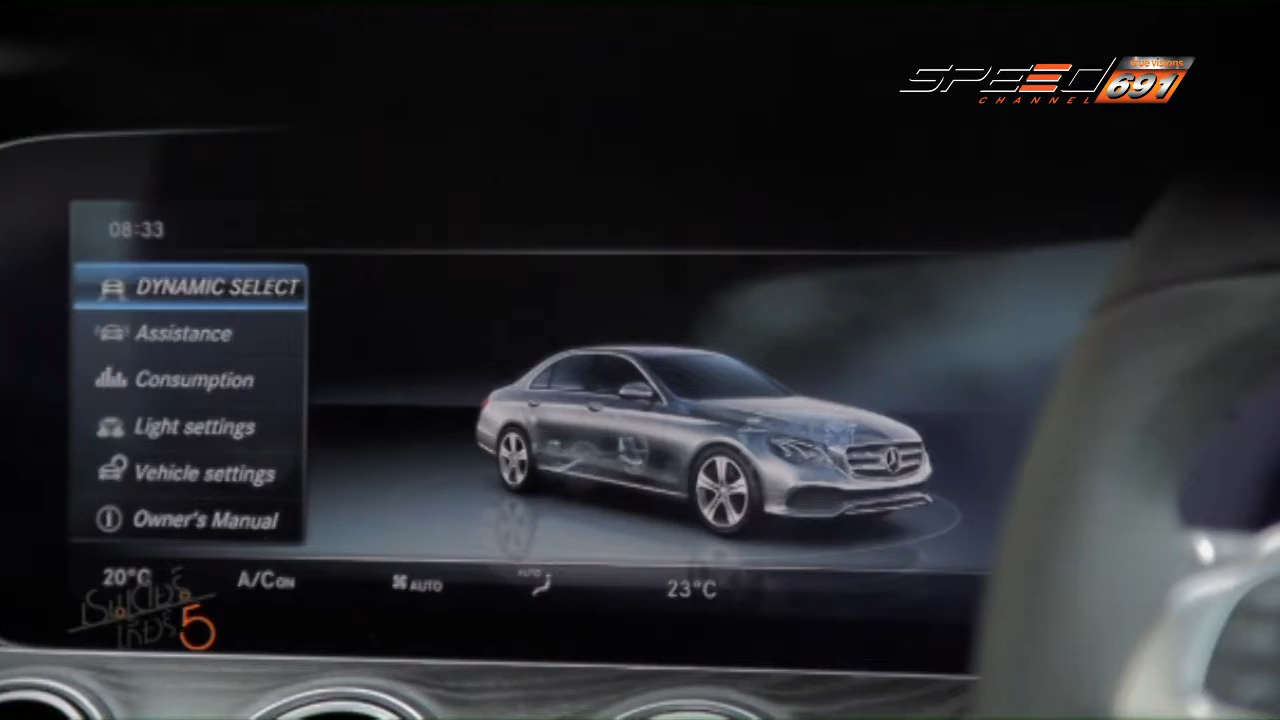 true visions
SPEED 691
CHANNEL
08:33
DYNAMIC SELECT
Assistance
Consumption
Light settings
Vehicle settings
Owner's Manual
20°C A/C ON AUTO AUTO 23°C
5